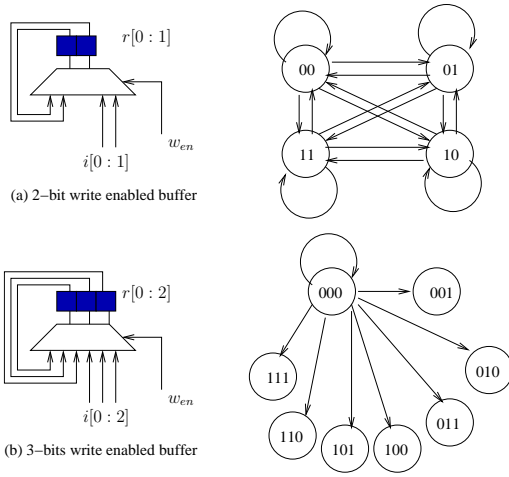 r[0 : 1]
w_en
i[0 : 1]
(a) 2−bit write enabled buffer
00
01
11
10
r[0 : 2]
w_en
i[0 : 2]
(b) 3−bits write enabled buffer
000
001
010
111
011
110
101
100